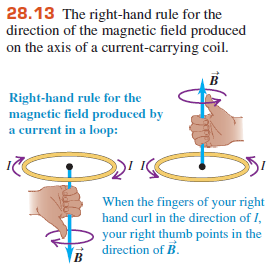 28.13 The right-hand rule for the
direction of the magnetic field produced
on the axis of a current-carrying coil.
B⃗
Right-hand rule for the
magnetic field produced by
a current in a loop:
I I I I
When the fingers of your right
hand curl in the direction of I,
your right thumb points in the
direction of B⃗.
B⃗